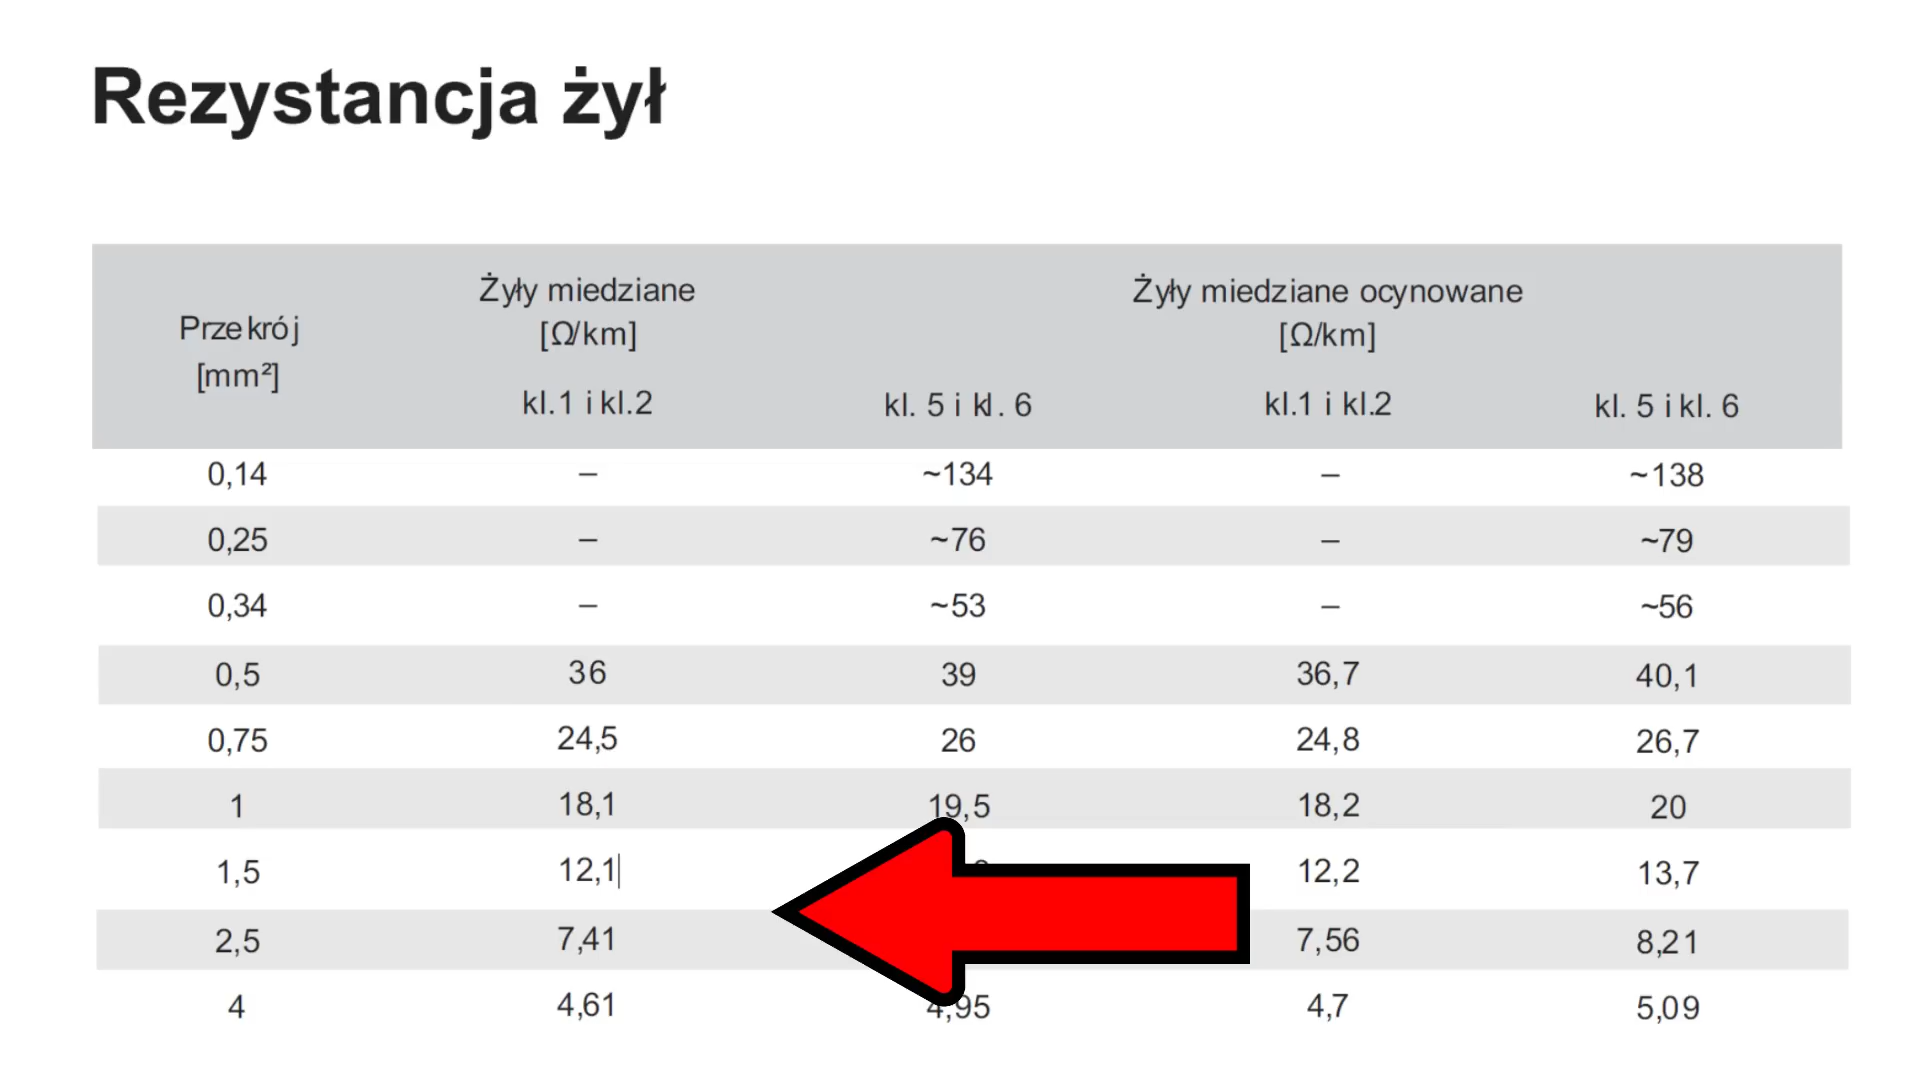 Rezystancja żył
Przekrój
[mm²]
Żyły miedziane
[Ω/km]
Żyły miedziane ocynowane
[Ω/km]
kl.1 i kl.2 kl. 5 i kl. 6 kl.1 i kl.2 kl. 5 i kl. 6
0,14 – ~134 – ~138
0,25 – ~76 – ~79
0,34 – ~53 – ~56
0,5 36 39 36,7 40,1
0,75 24,5 26 24,8 26,7
1 18,1 19,5 18,2 20
1,5 12,1 12,2 13,7
2,5 7,41 7,56 8,21
4 4,61 4,95 4,7 5,09